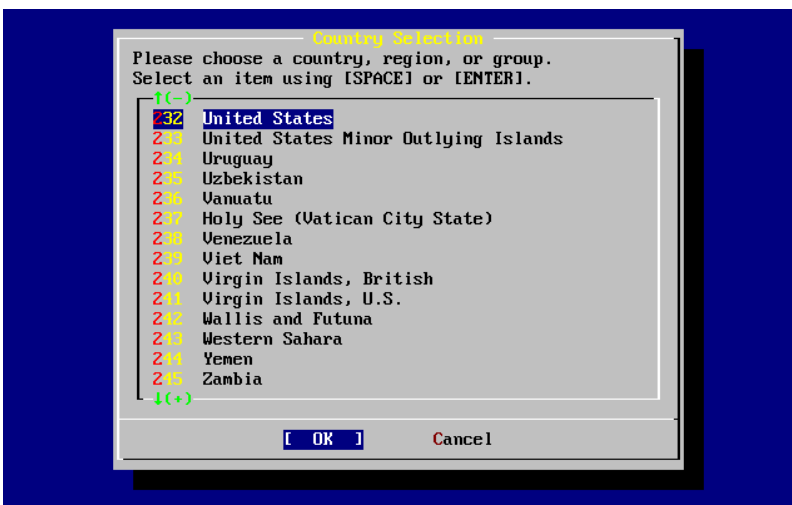 Country Selection
Please choose a country, region, or group.
Select an item using [SPACE] or [ENTER].
↑(-)
232 United States
233 United States Minor Outlying Islands
234 Uruguay
235 Uzbekistan
236 Vanuatu
237 Holy See (Vatican City State)
238 Venezuela
239 Viet Nam
240 Virgin Islands, British
241 Virgin Islands, U.S.
242 Wallis and Futuna
243 Western Sahara
244 Yemen
245 Zambia
↓(+)
[ OK ] Cancel